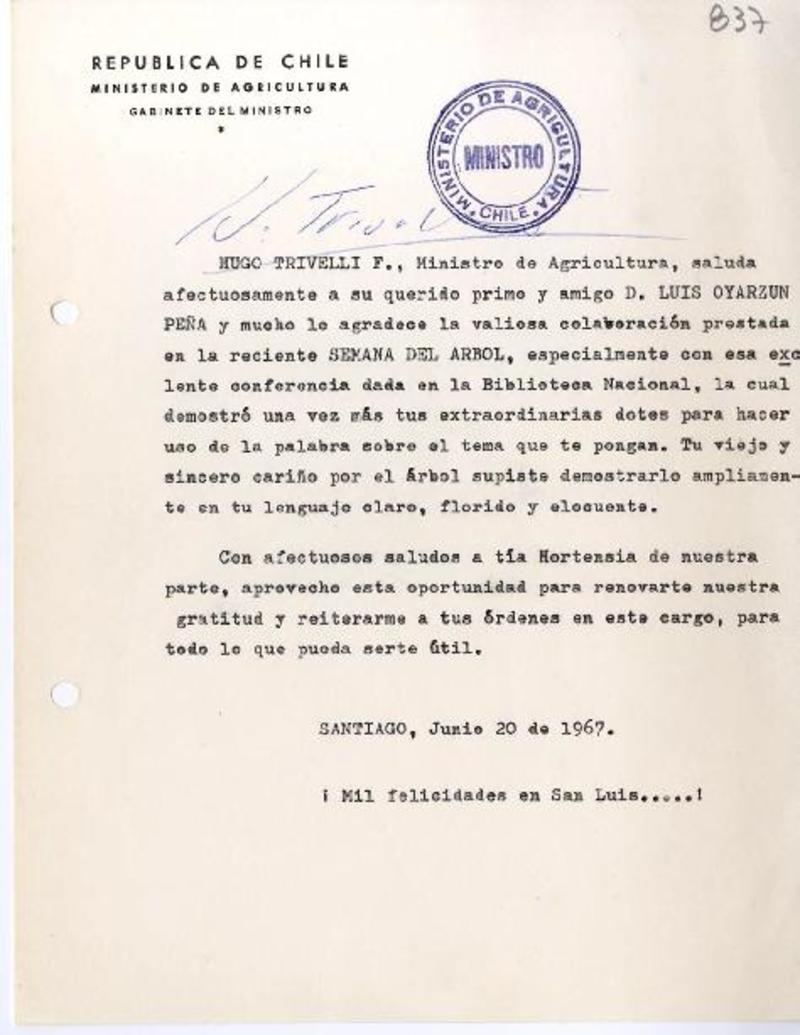 837
REPUBLICA DE CHILE
MINISTERIO DE AGRICULTURA
GABINETE DEL MINISTRO
*
MINISTERIO DE AGRICULTURA
MINISTRO
* CHILE *
H. Trivelli
HUGO TRIVELLI F., Ministro de Agricultura, saluda
afectuosamente a su querido primo y amigo D. LUIS OYARZUN
PEÑA y mucho le agradece la valiosa colaboración prestada
en la reciente SEMANA DEL ARBOL, especialmente con esa exc
lente conferencia dada en la Biblioteca Nacional, la cual
demostró una vez más tus extraordinarias dotes para hacer
uso de la palabra sobre el tema que te pongan. Tu viejo y
sincero cariño por el Árbol supiste demostrarlo ampliamen-
te en tu lenguaje claro, florido y elocuente.
Con afectuosos saludos a tía Hortensia de nuestra
parte, aprovecho esta oportunidad para renovarte nuestra
gratitud y reiterarme a tus órdenes en este cargo, para
todo lo que pueda serte útil.
SANTIAGO, Junio 20 de 1967.
¡ Mil felicidades en San Luis.....!